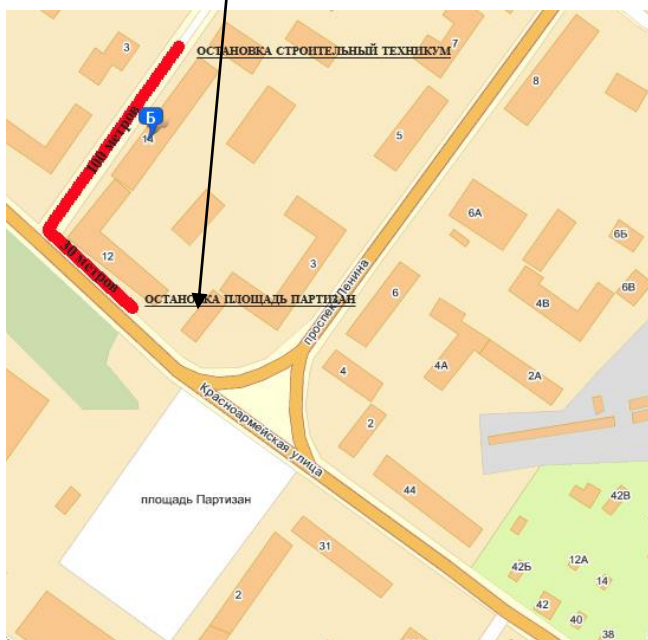 3
ОСТАНОВКА СТРОИТЕЛЬНЫЙ ТЕХНИКУМ
7
8
Б
14
100 метров
5
6А
6Б
12
30 метров
3
ОСТАНОВКА ПЛОЩАДЬ ПАРТИЗАН
проспект Ленина
6
6В
4В
4
4А
2А
Красноармейская улица
2
площадь Партизан
44
42В
31
42Б
12А
14
2
42
40
38